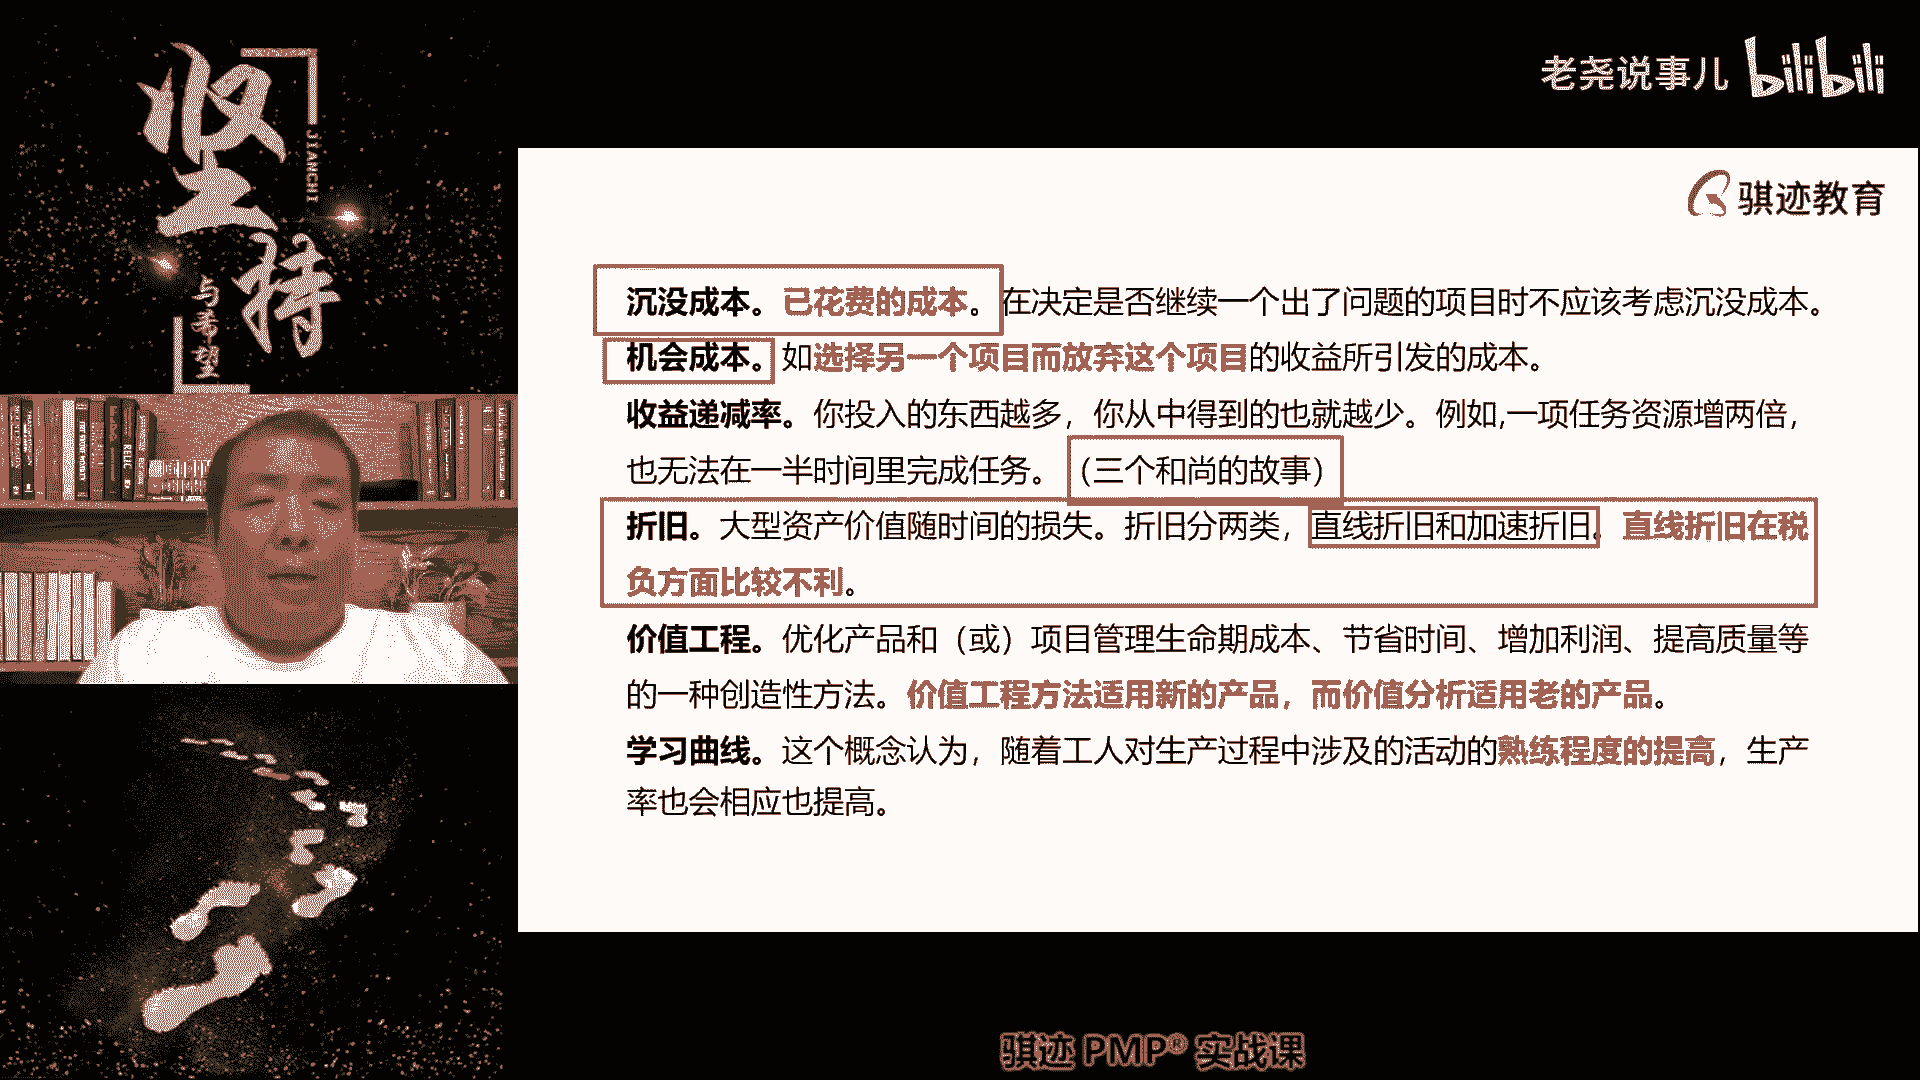 坚持
JIANCHI
与希望
老尧说事儿 bilibili
骐迹教育
沉没成本。已花费的成本。在决定是否继续一个出了问题的项目时不应该考虑沉没成本。
机会成本。如选择另一个项目而放弃这个项目的收益所引发的成本。
收益递减率。你投入的东西越多，你从中得到的也就越少。例如,一项任务资源增两倍，
也无法在一半时间里完成任务。（三个和尚的故事）
折旧。大型资产价值随时间的损失。折旧分两类，直线折旧和加速折旧。直线折旧在税
负方面比较不利。
价值工程。优化产品和（或）项目管理生命期成本、节省时间、增加利润、提高质量等
的一种创造性方法。价值工程方法适用新的产品，而价值分析适用老的产品。
学习曲线。这个概念认为，随着工人对生产过程中涉及的活动的熟练程度的提高，生产
率也会相应也提高。
骐迹 PMP® 实战课